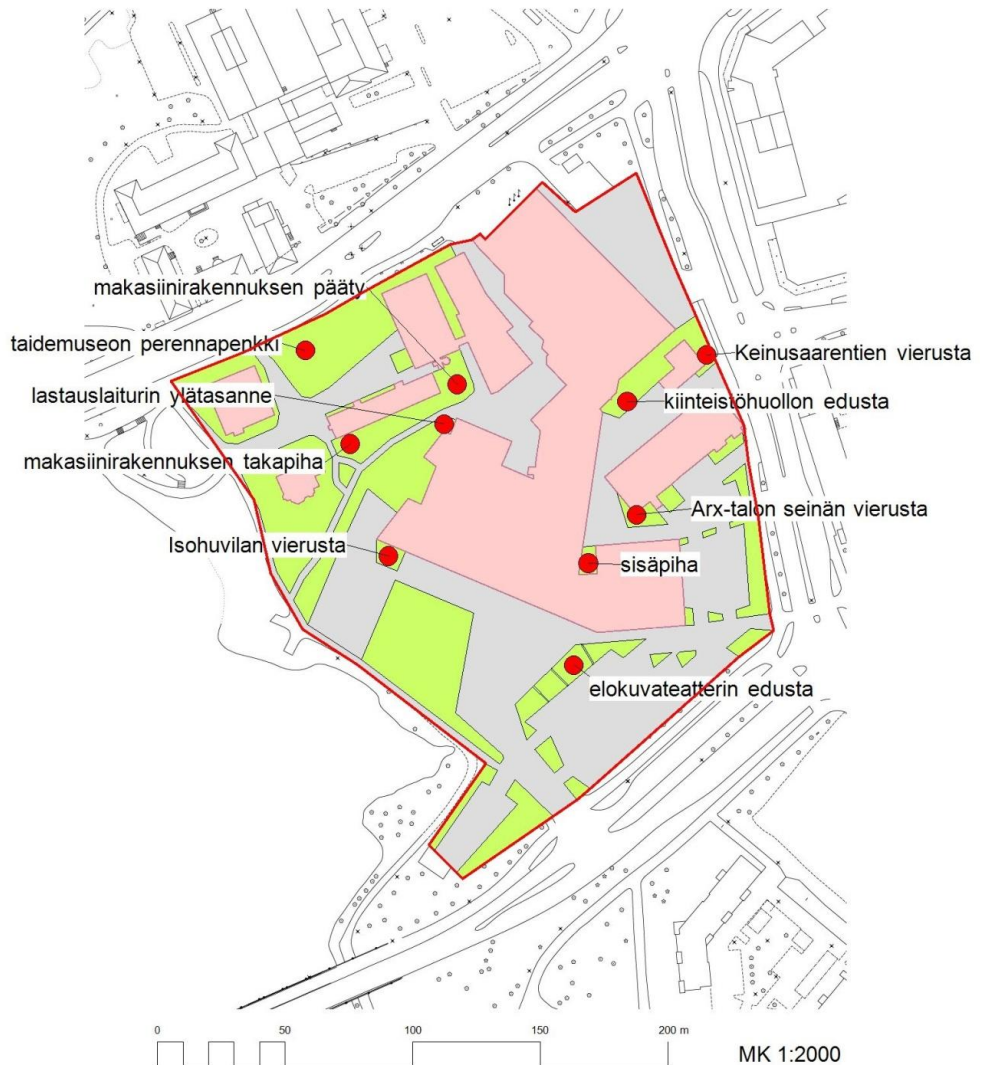 makasiinirakennuksen pääty
taidemuseon perennapenkki
Keinusaarentien vierusta
lastauslaiturin ylätasanne
kiinteistöhuollon edusta
makasiinirakennuksen takapiha
Arx-talon seinän vierusta
Isohuvilan vierusta
sisäpiha
elokuvateatterin edusta
0 50 100 150 200 m
MK 1:2000